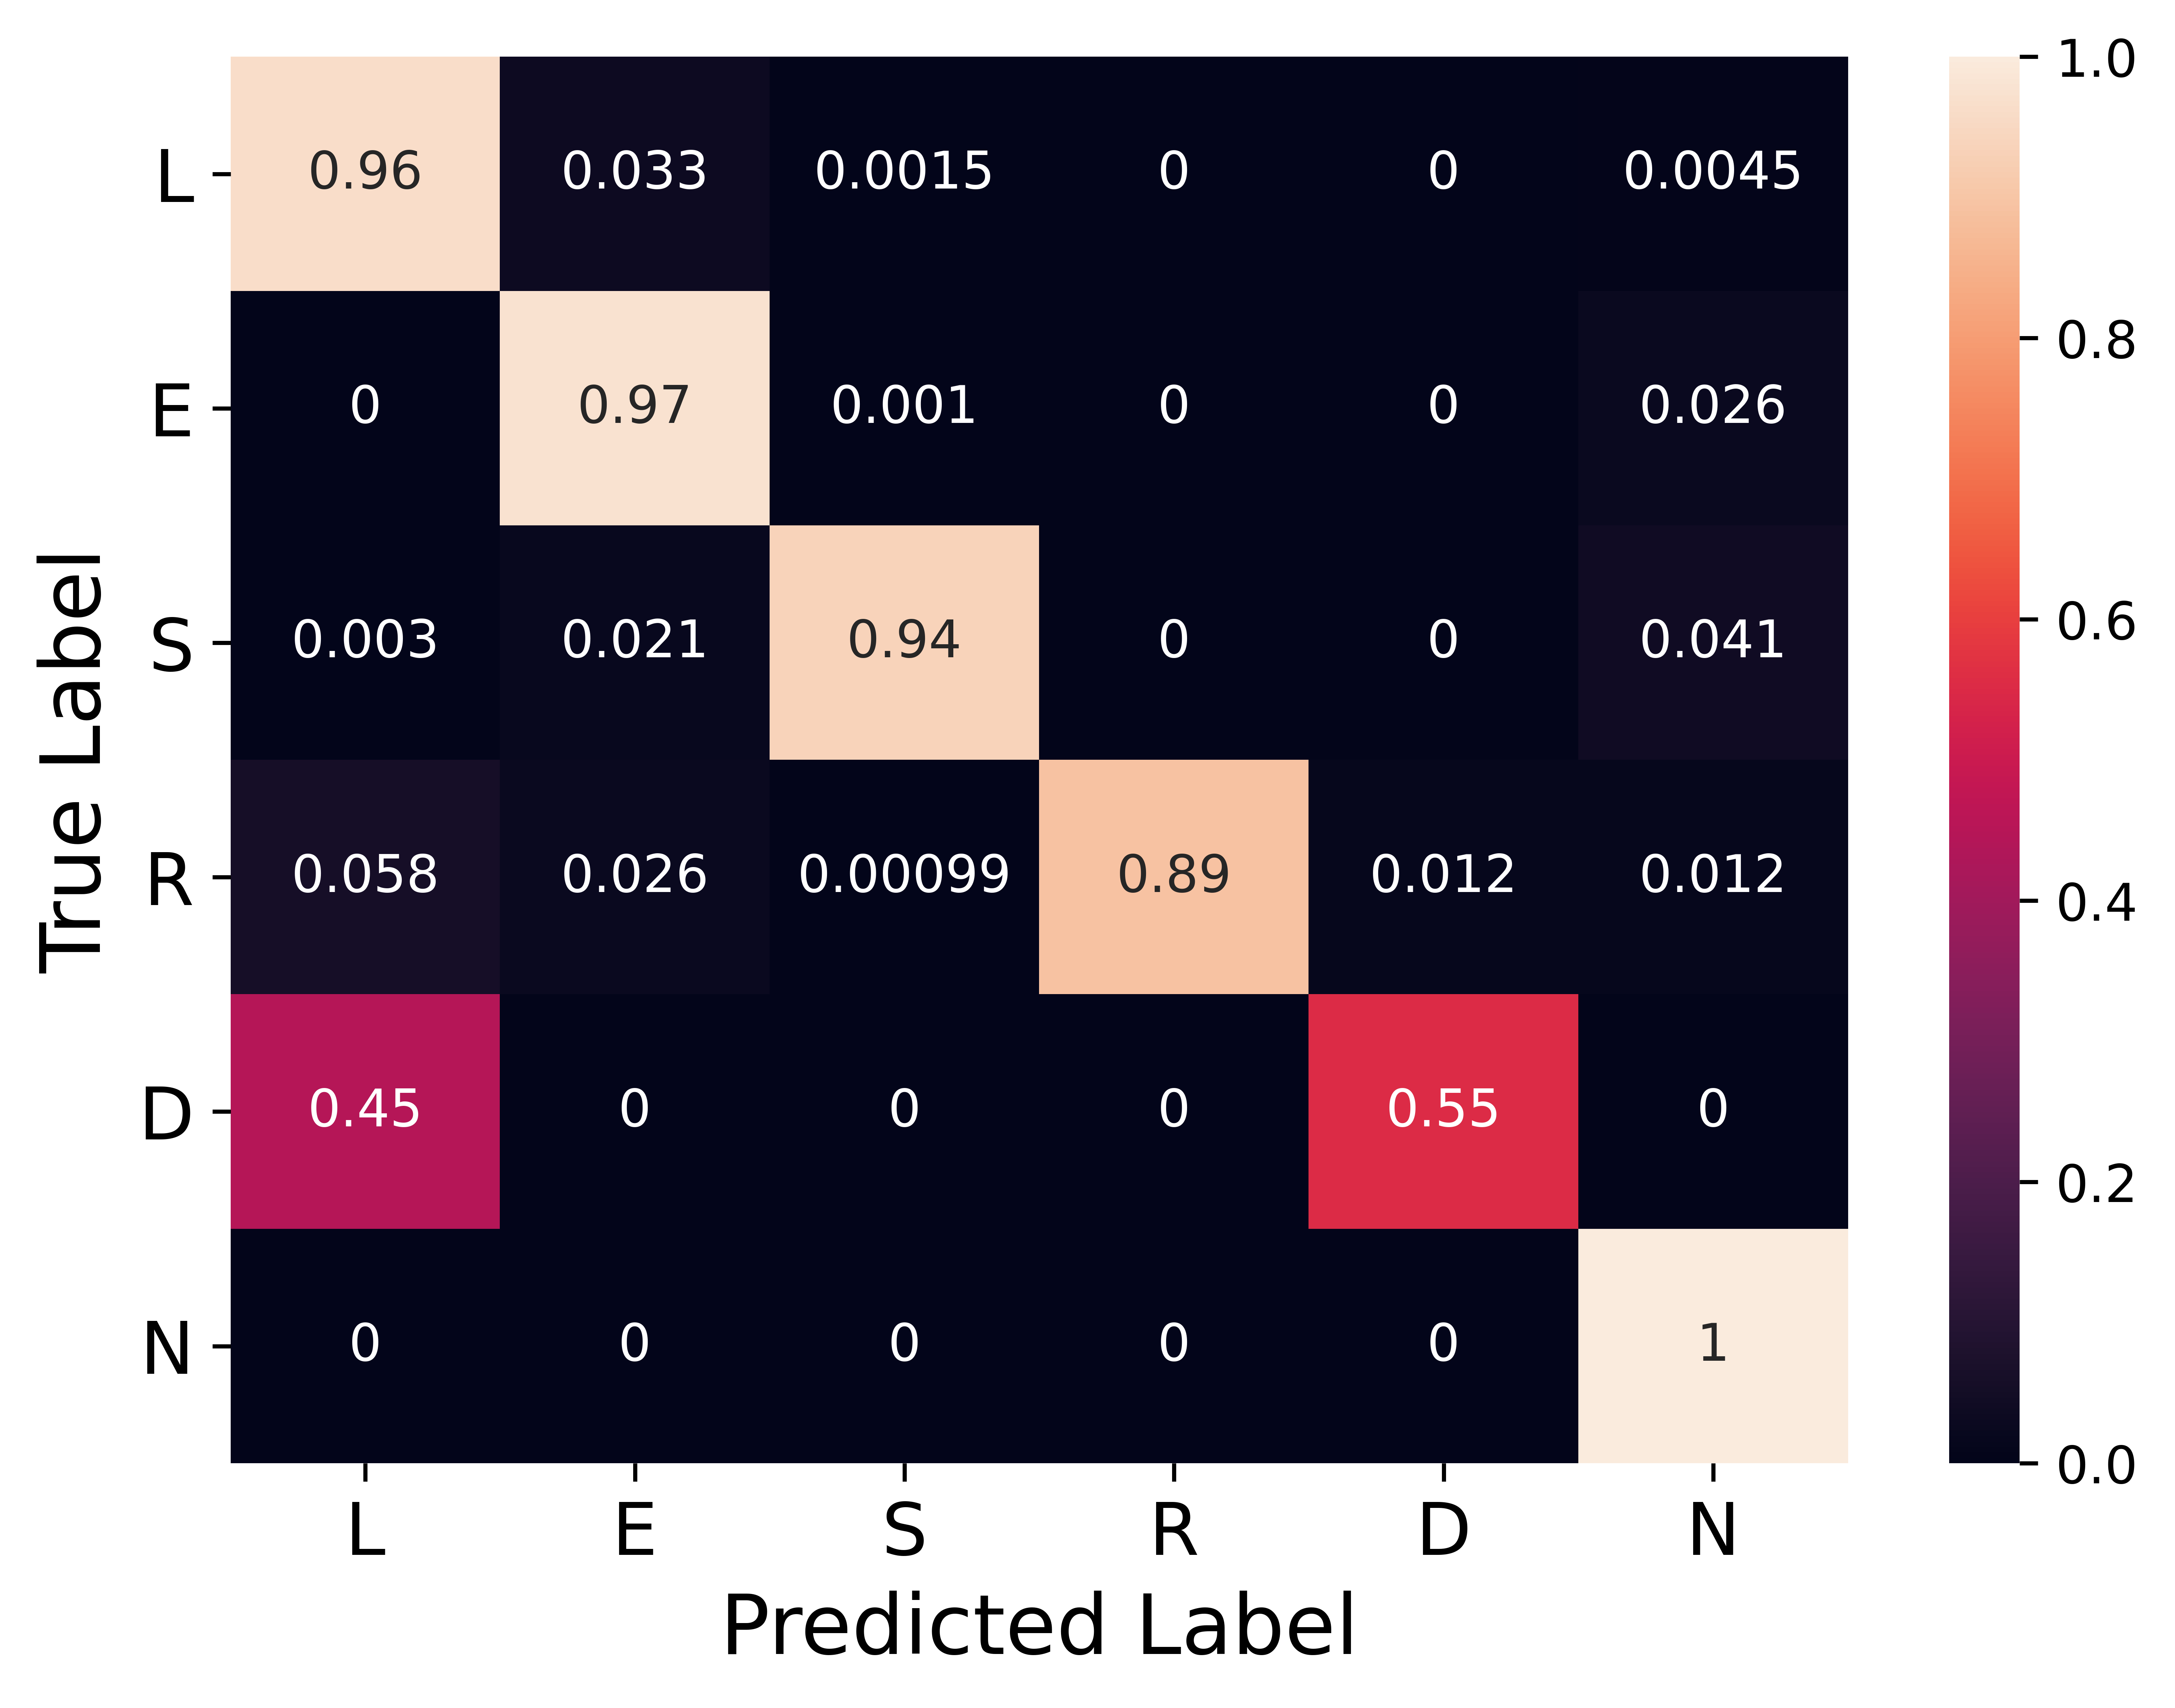 True Label
L 0.96 0.033 0.0015 0 0 0.0045
E 0 0.97 0.001 0 0 0.026
S 0.003 0.021 0.94 0 0 0.041
R 0.058 0.026 0.00099 0.89 0.012 0.012
D 0.45 0 0 0 0.55 0
N 0 0 0 0 0 1
L E S R D N
Predicted Label
1.0
0.8
0.6
0.4
0.2
0.0